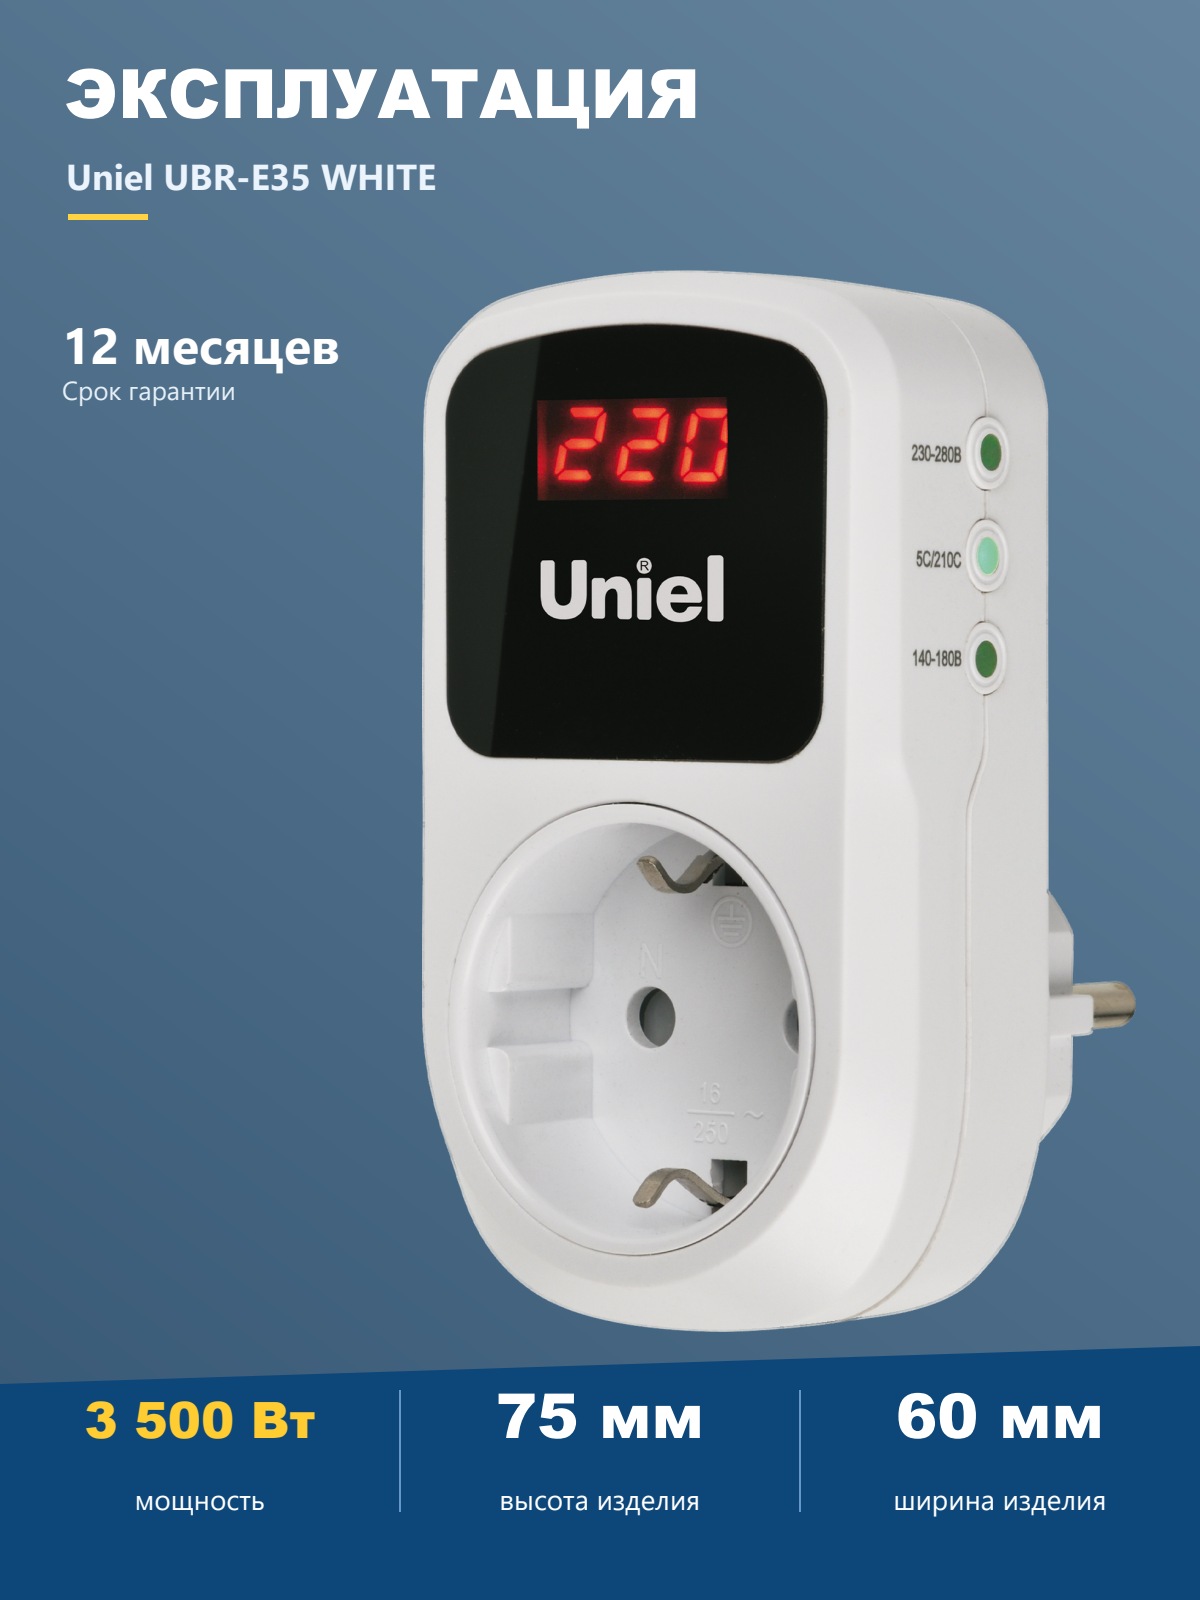 ЭКСПЛУАТАЦИЯ
Uniel UBR-E35 WHITE
12 месяцев
Срок гарантии
220
Uniel®
230-280В
5С/210С
140-180В
N
16
250 ~
3 500 Вт
мощность
75 мм
высота изделия
60 мм
ширина изделия